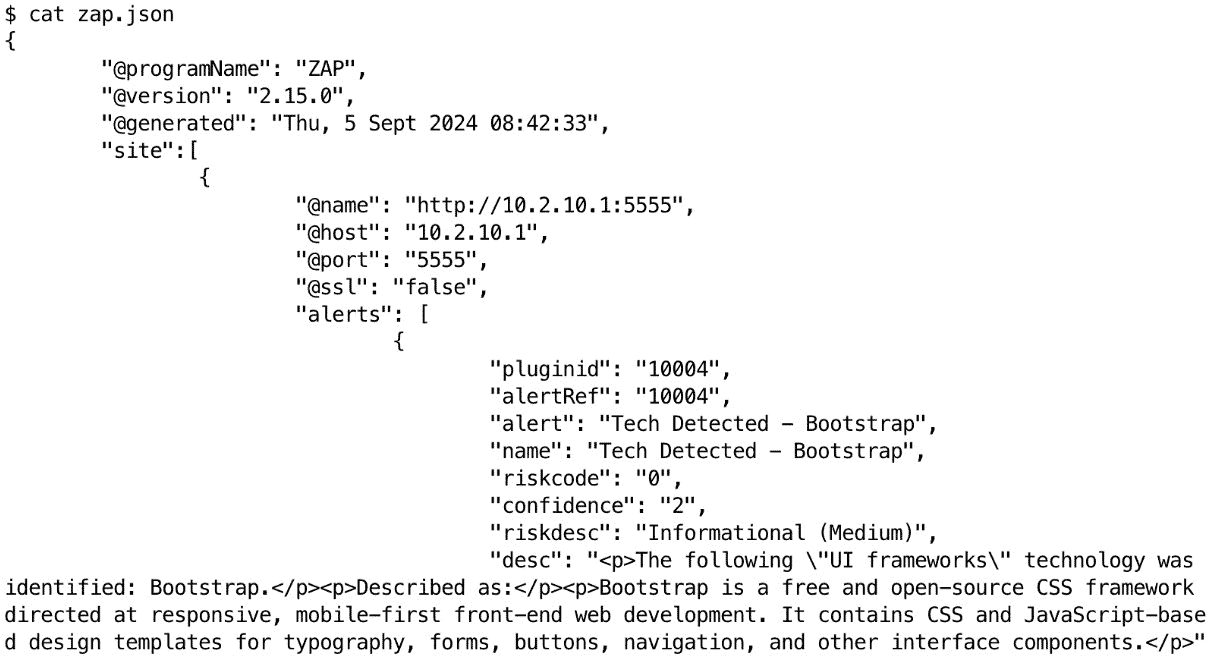 $ cat zap.json
{
        "@programName": "ZAP",
        "@version": "2.15.0",
        "@generated": "Thu, 5 Sept 2024 08:42:33",
        "site":[
                {
                        "@name": "http://10.2.10.1:5555",
                        "@host": "10.2.10.1",
                        "@port": "5555",
                        "@ssl": "false",
                        "alerts": [
                                {
                                        "pluginid": "10004",
                                        "alertRef": "10004",
                                        "alert": "Tech Detected - Bootstrap",
                                        "name": "Tech Detected - Bootstrap",
                                        "riskcode": "0",
                                        "confidence": "2",
                                        "riskdesc": "Informational (Medium)",
                                        "desc": "<p>The following \"UI frameworks\" technology was
identified: Bootstrap.</p><p>Described as:</p><p>Bootstrap is a free and open-source CSS framework
directed at responsive, mobile-first front-end web development. It contains CSS and JavaScript-base
d design templates for typography, forms, buttons, navigation, and other interface components.</p>"